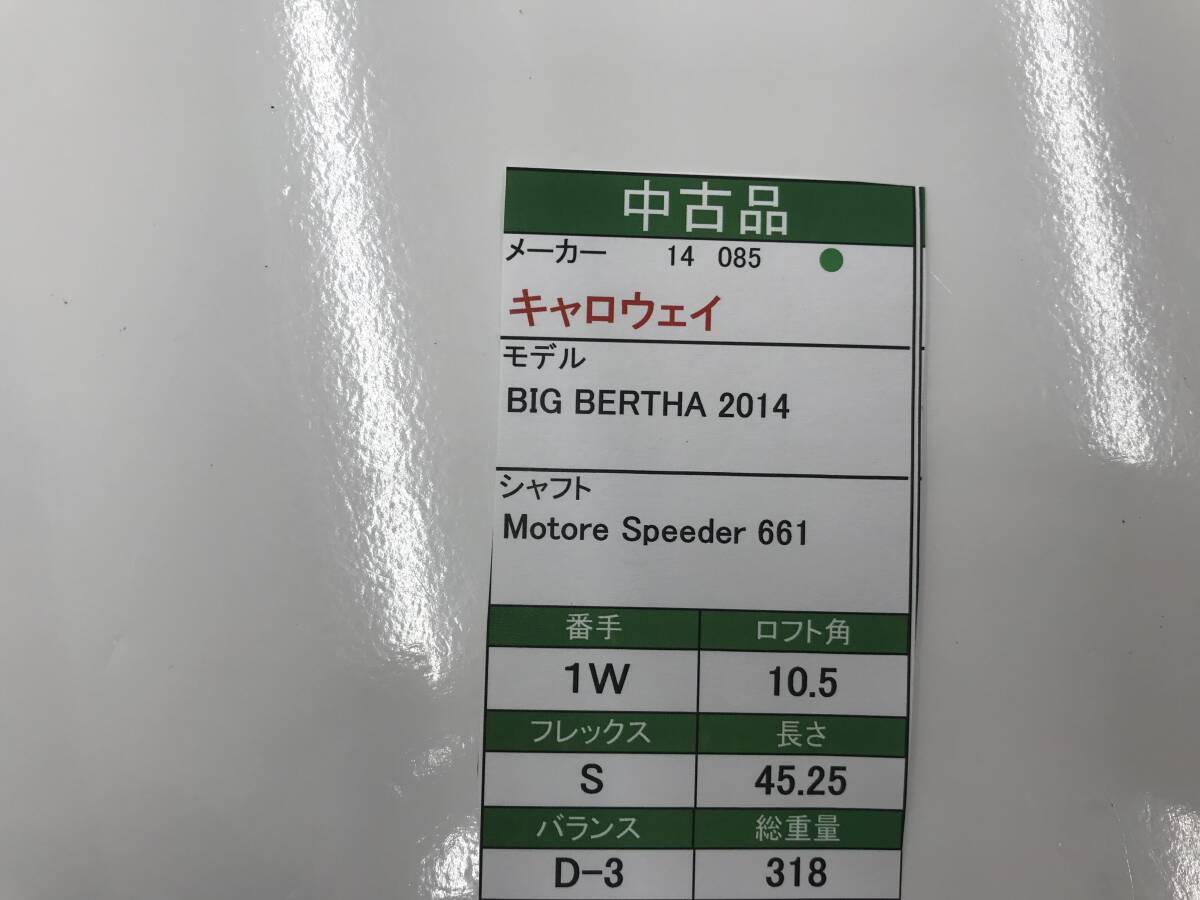 中古品
メーカー 14 085
キャロウェイ
モデル
BIG BERTHA 2014
シャフト
Motore Speeder 661
番手 ロフト角
1W 10.5
フレックス 長さ
S 45.25
バランス 総重量
D-3 318